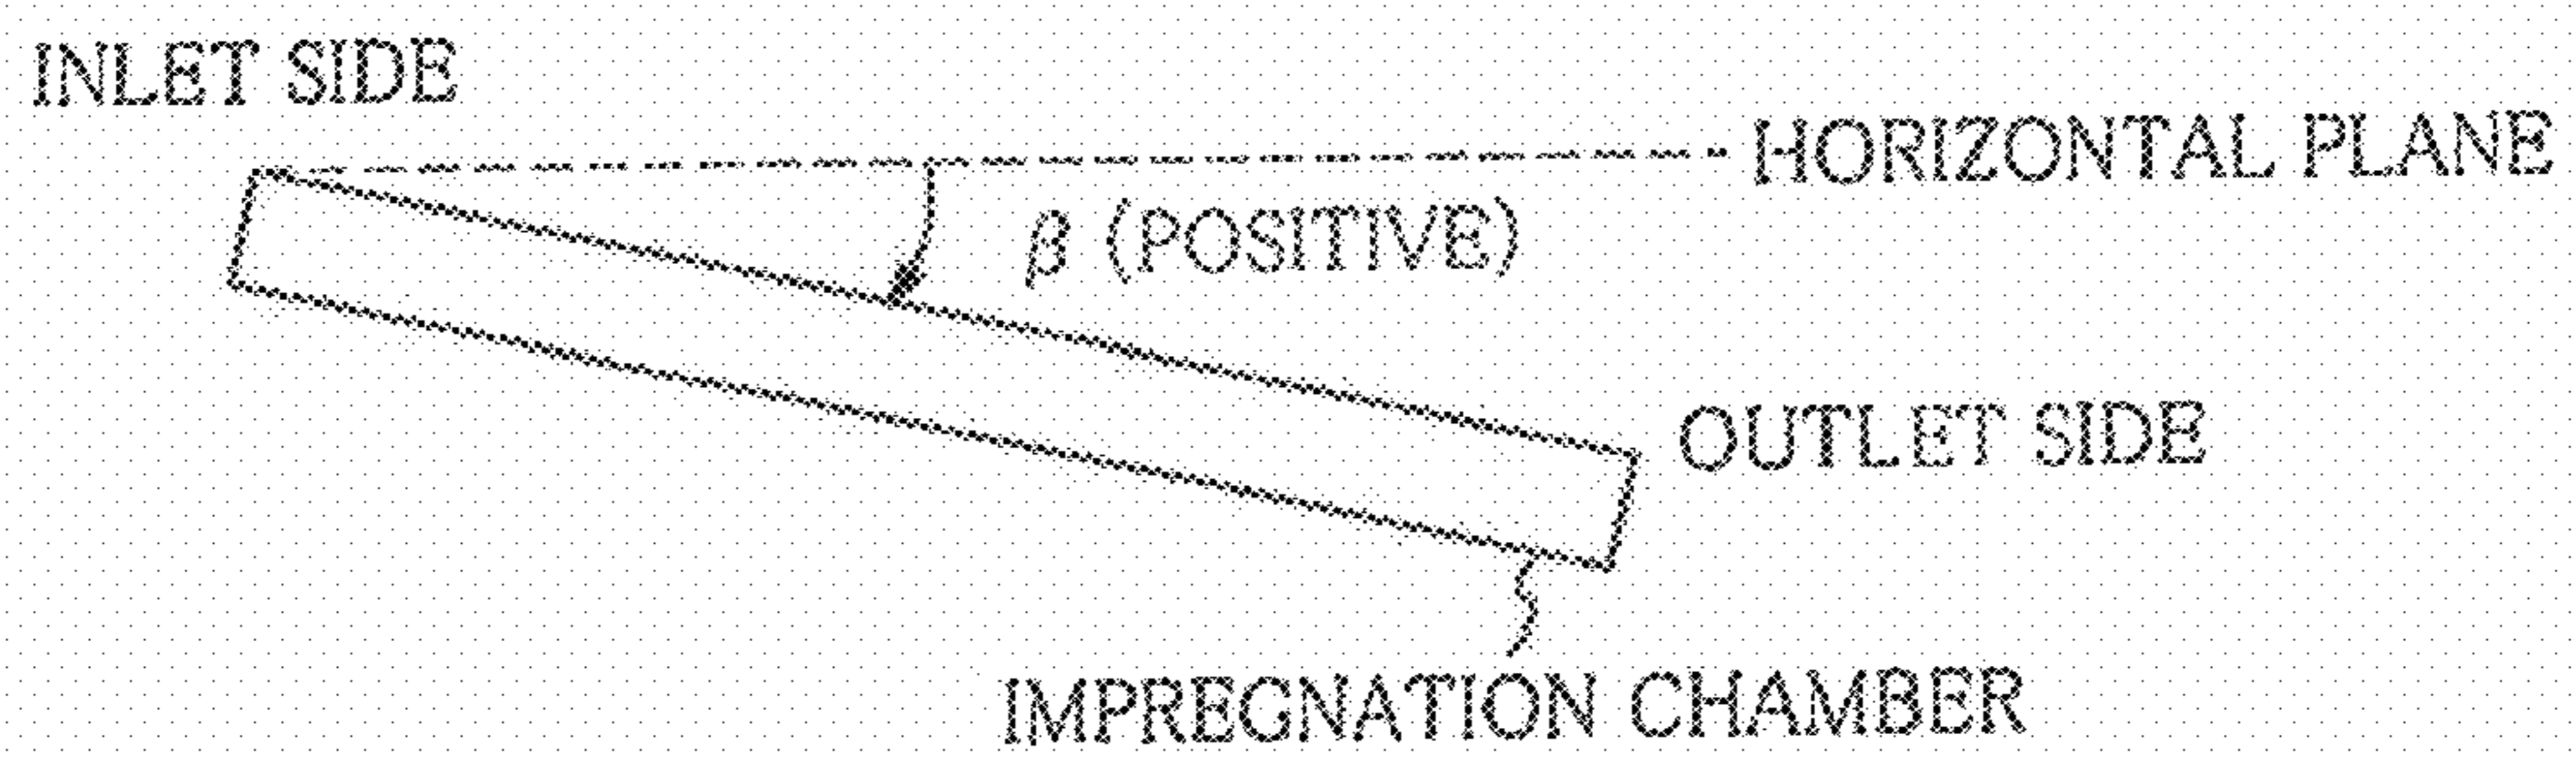 INLET SIDE
HORIZONTAL PLANE
β (POSITIVE)
OUTLET SIDE
IMPREGNATION CHAMBER